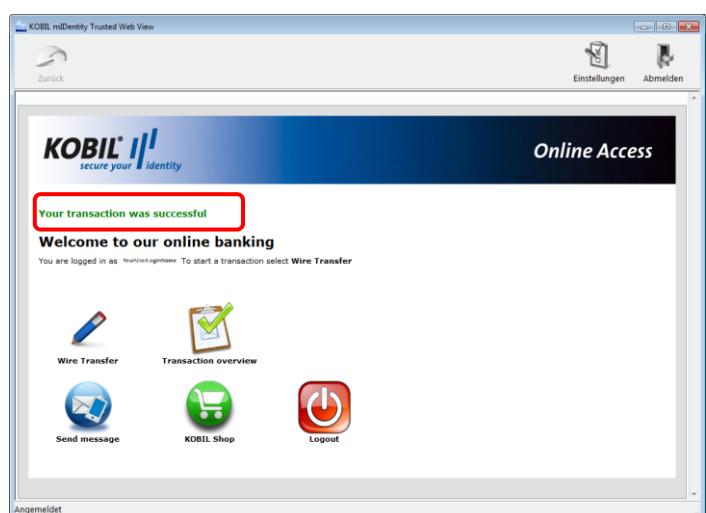 KOBIL mIDentity Trusted Web View
Zurück
Einstellungen Abmelden
KOBIL
secure your identity
Online Access
Your transaction was successful
Welcome to our online banking
You are logged in as YourUserLoginName To start a transaction select Wire Transfer
Wire Transfer Transaction overview
Send message KOBIL Shop Logout
Angemeldet